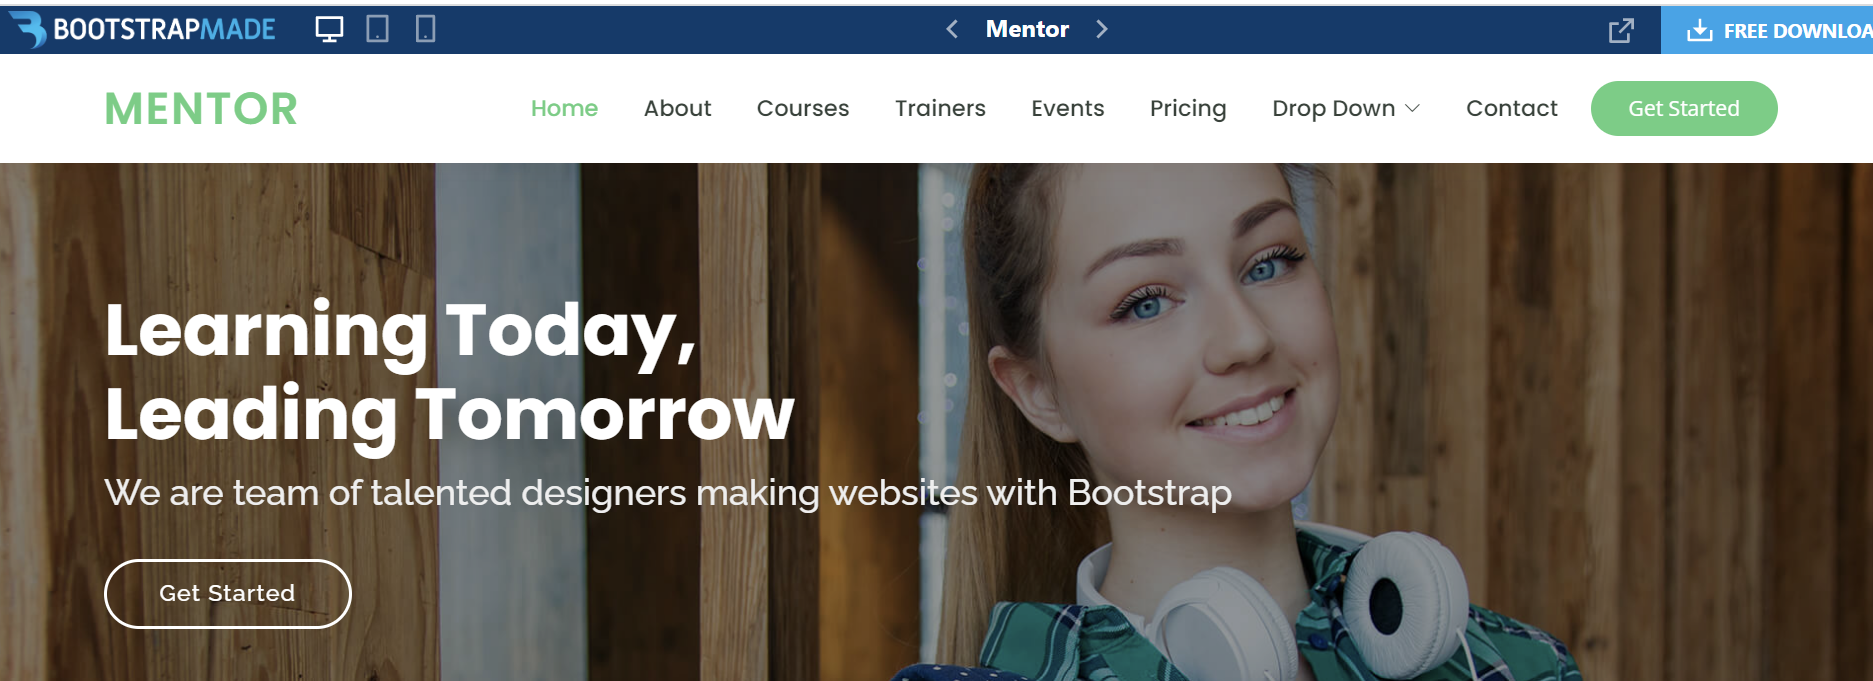 BOOTSTRAPMADE
Mentor
FREE DOWNLOA
MENTOR
Home About Courses Trainers Events Pricing Drop Down Contact Get Started
Learning Today,
Leading Tomorrow
We are team of talented designers making websites with Bootstrap
Get Started